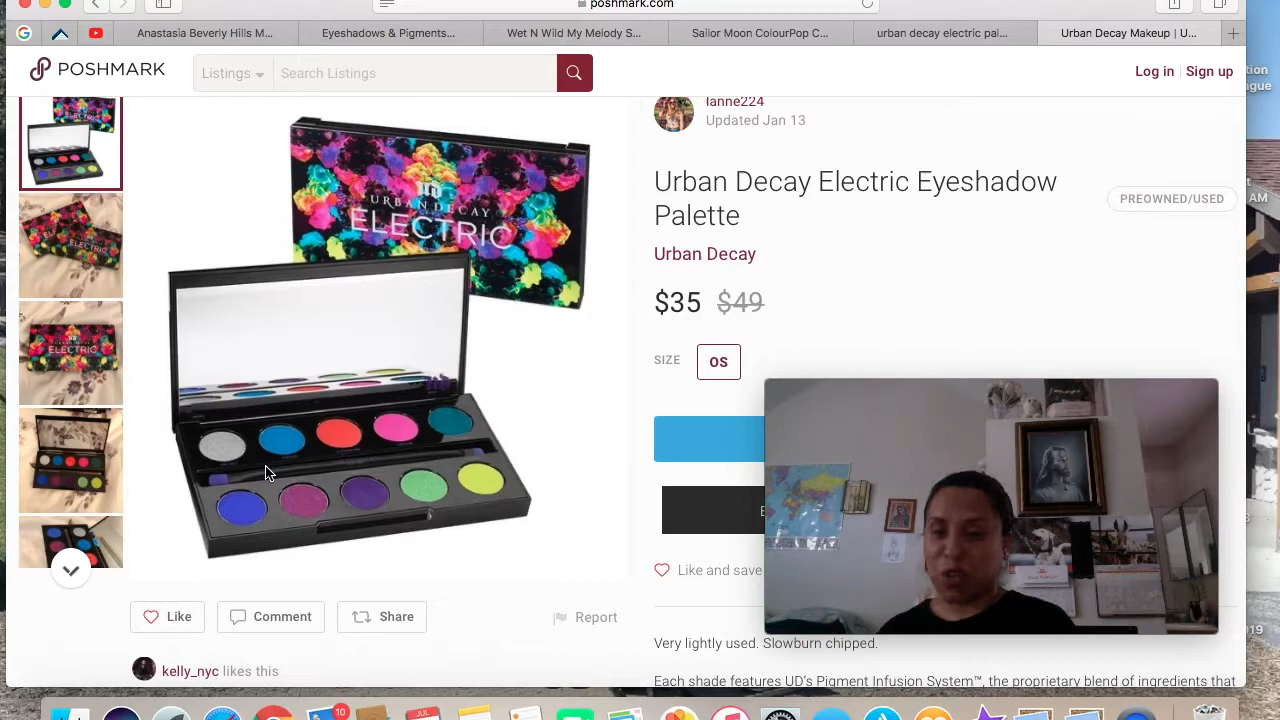 poshmark.com
Anastasia Beverly Hills M...
Eyeshadows & Pigments...
Wet N Wild My Melody S...
Sailor Moon ColourPop C...
urban decay electric pal...
Urban Decay Makeup | U...
POSHMARK
Listings
Search Listings
Log in | Sign up
lanne224
Updated Jan 13
Urban Decay Electric Eyeshadow
Palette
PREOWNED/USED
Urban Decay
$35 $49
SIZE OS
URBAN DECAY
ELECTRIC
ELECTRIC
Like and save
Like
Comment
Share
Report
kelly_nyc likes this
Very lightly used. Slowburn chipped.
Each shade features UD's Pigment Infusion System™, the proprietary blend of ingredients that
10
JUL
AM